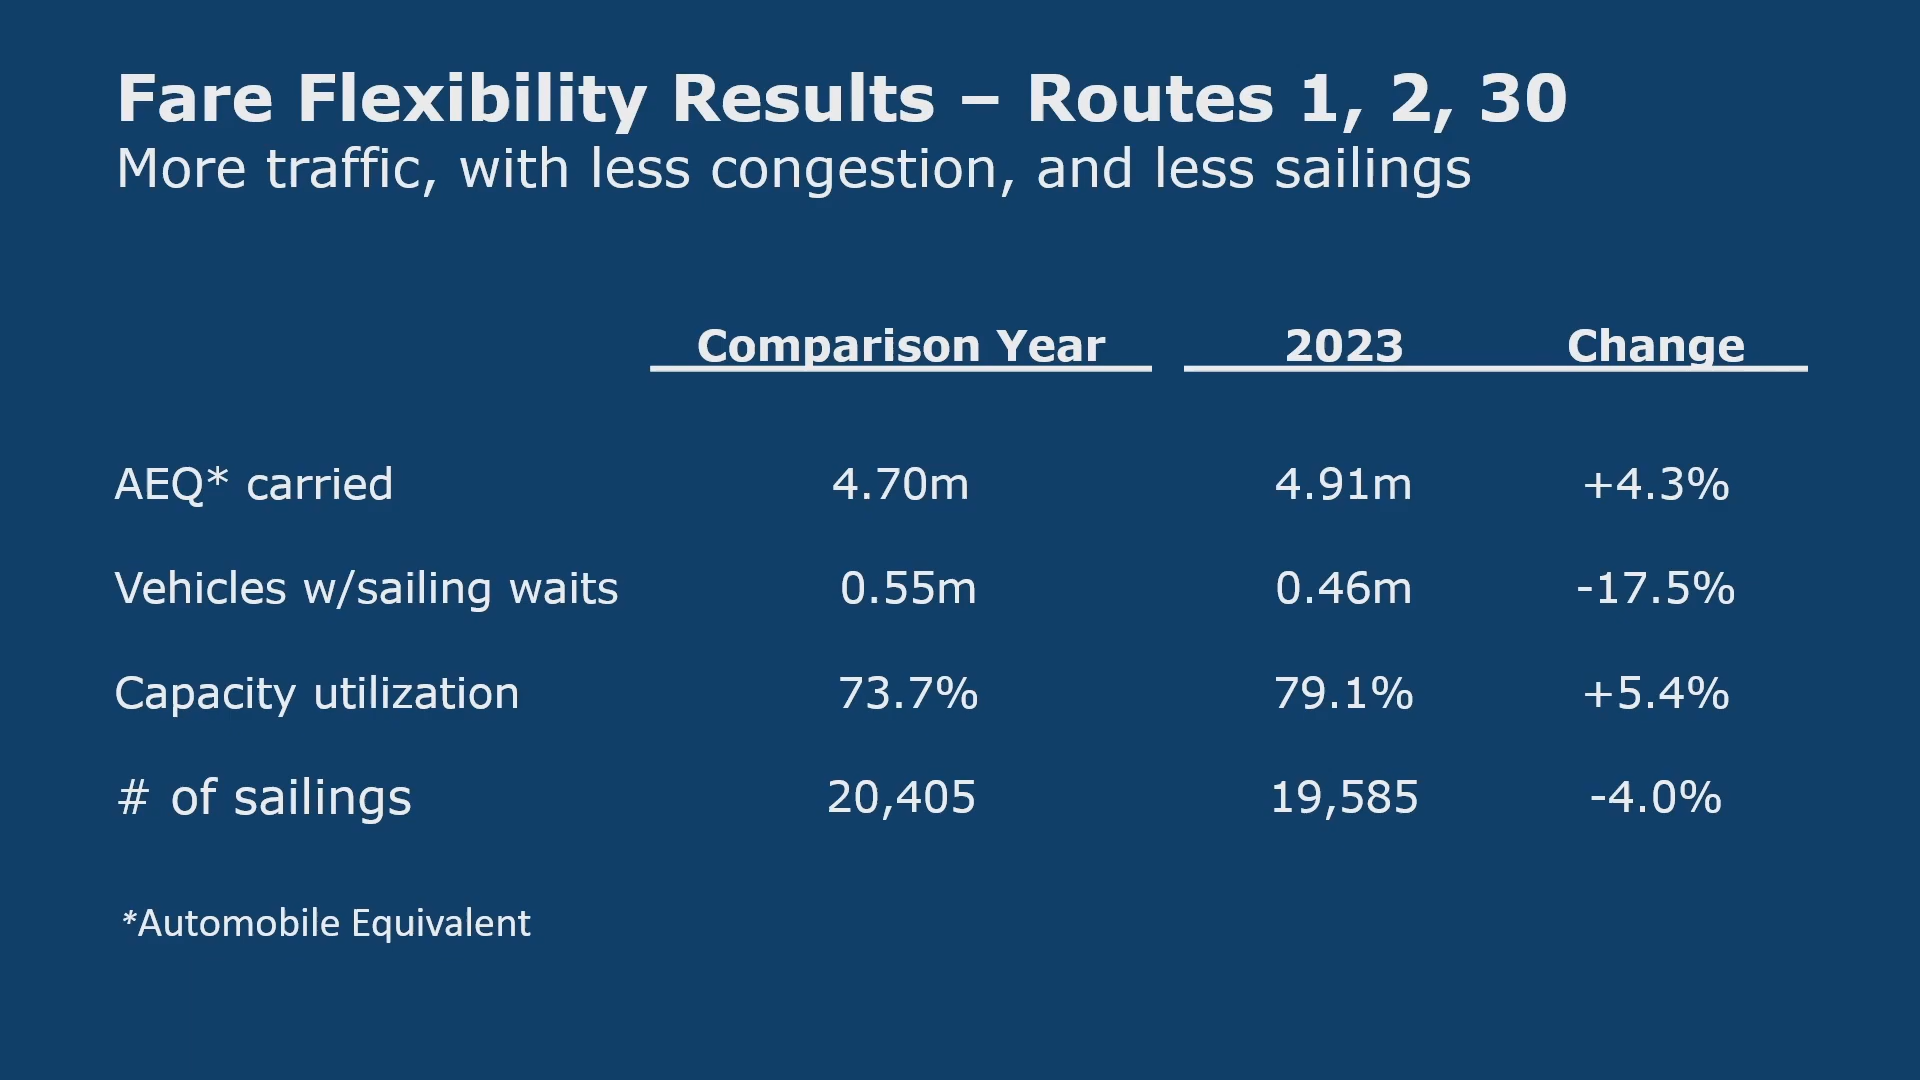 Fare Flexibility Results – Routes 1, 2, 30
More traffic, with less congestion, and less sailings
Comparison Year 2023 Change
AEQ* carried 4.70m 4.91m +4.3%
Vehicles w/sailing waits 0.55m 0.46m -17.5%
Capacity utilization 73.7% 79.1% +5.4%
# of sailings 20,405 19,585 -4.0%
*Automobile Equivalent